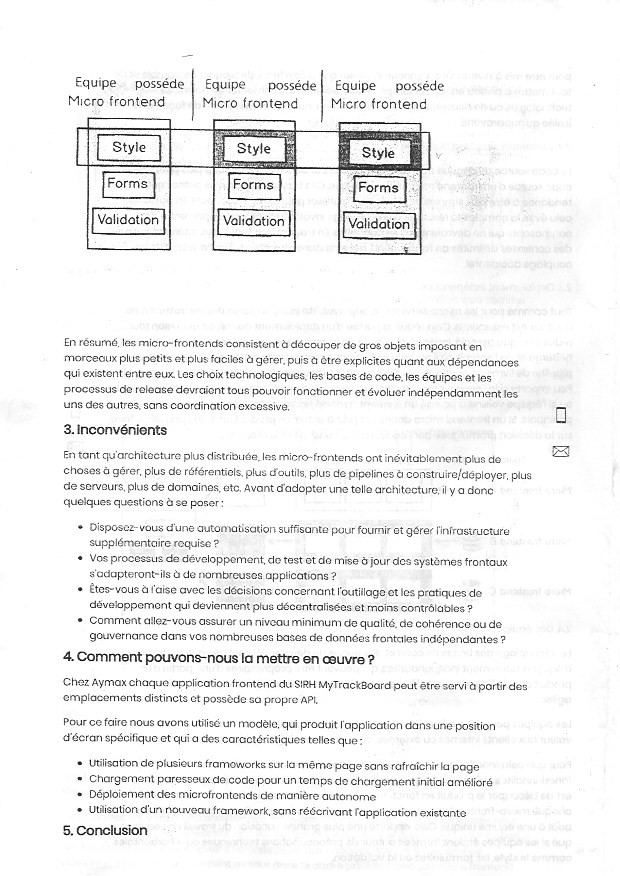 Equipe possède Equipe possède Equipe possède
Micro frontend Micro frontend Micro frontend
Style Style Style
Forms Forms Forms
Validation Validation Validation
En résumé, les micro-frontends consistent à découper de gros objets imposant en
morceaux plus petits et plus faciles à gérer, puis à être explicites quant aux dépendances
qui existent entre eux. Les choix technologiques, les bases de code, les équipes et les
processus de release devraient tous pouvoir fonctionner et évoluer indépendamment les
uns des autres, sans coordination excessive.
3. Inconvénients
En tant qu'architecture plus distribuée, les micro-frontends ont inévitablement plus de
choses à gérer, plus de référentiels, plus d'outils, plus de pipelines à construire/déployer, plus
de serveurs, plus de domaines, etc. Avant d'adopter une telle architecture, il y a donc
quelques questions à se poser :
• Disposez-vous d'une automatisation suffisante pour fournir et gérer l'infrastructure
supplémentaire requise ?
• Vos processus de développement, de test et de mise à jour des systèmes frontaux
s'adapteront-ils à de nombreuses applications ?
• Êtes-vous à l'aise avec les décisions concernant l'outillage et les pratiques de
développement qui deviennent plus décentralisées et moins contrôlables ?
• Comment allez-vous assurer un niveau minimum de qualité, de cohérence ou de
gouvernance dans vos nombreuses bases de données frontales indépendantes ?
4. Comment pouvons-nous la mettre en œuvre ?
Chez Aymax chaque application frontend du SIRH MyTrackBoard peut être servi à partir des
emplacements distincts et possède sa propre API.
Pour ce faire nous avons utilisé un modèle, qui produit l'application dans une position
d'écran spécifique et qui a des caractéristiques telles que :
• Utilisation de plusieurs frameworks sur la même page sans rafraîchir la page
• Chargement paresseux de code pour un temps de chargement initial amélioré
• Déploiement des microfrontends de manière autonome
• Utilisation d'un nouveau framework, sans réécrivant l'application existante
5. Conclusion